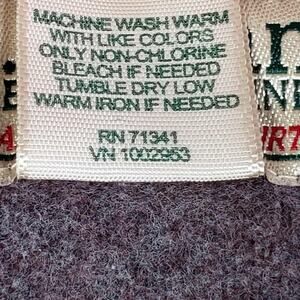 MACHINE WASH WARM
WITH LIKE COLORS
ONLY NON-CHLORINE
BLEACH IF NEEDED
TUMBLE DRY LOW
WARM IRON IF NEEDED
RN 71341
VN 1002953